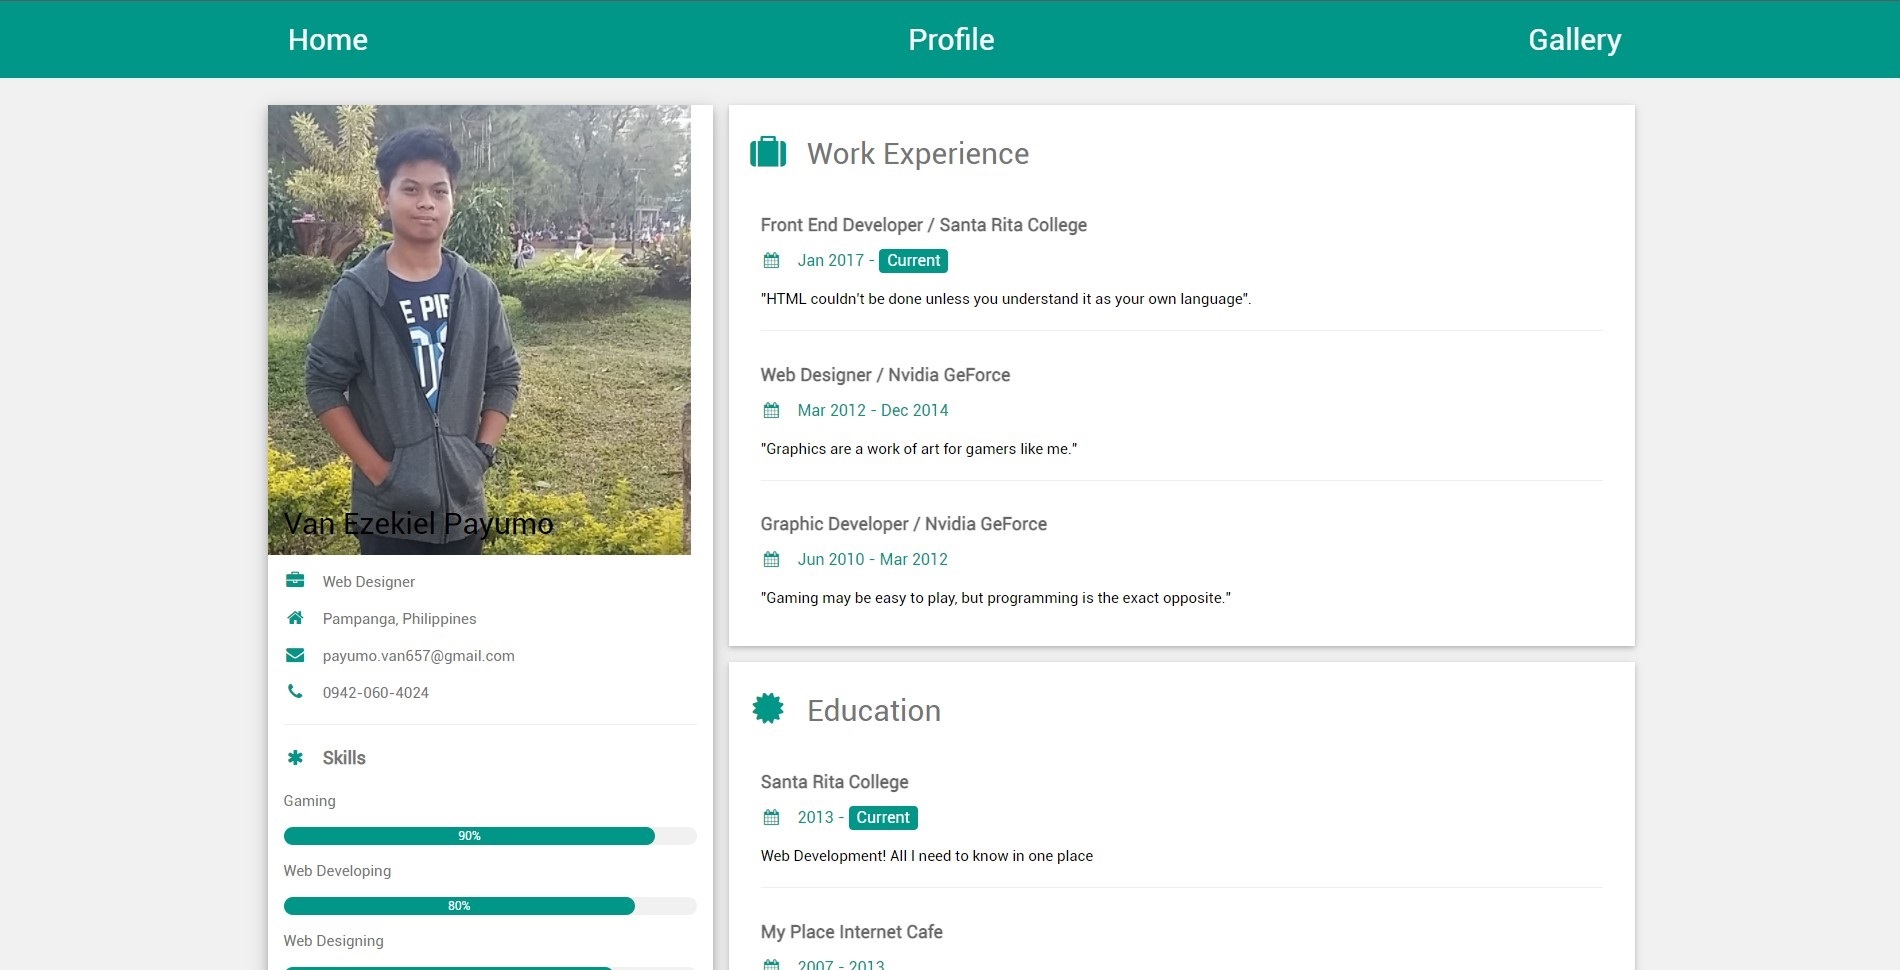 Home
Profile
Gallery
E PIE
Van Ezekiel Payumo
Web Designer
Pampanga, Philippines
payumo.van657@gmail.com
0942-060-4024
Skills
Gaming
90%
Web Developing
80%
Web Designing
Work Experience
Front End Developer / Santa Rita College
Jan 2017 - Current
"HTML couldn't be done unless you understand it as your own language".
Web Designer / Nvidia GeForce
Mar 2012 - Dec 2014
"Graphics are a work of art for gamers like me."
Graphic Developer / Nvidia GeForce
Jun 2010 - Mar 2012
"Gaming may be easy to play, but programming is the exact opposite."
Education
Santa Rita College
2013 - Current
Web Development! All I need to know in one place
My Place Internet Cafe
2007 - 2013